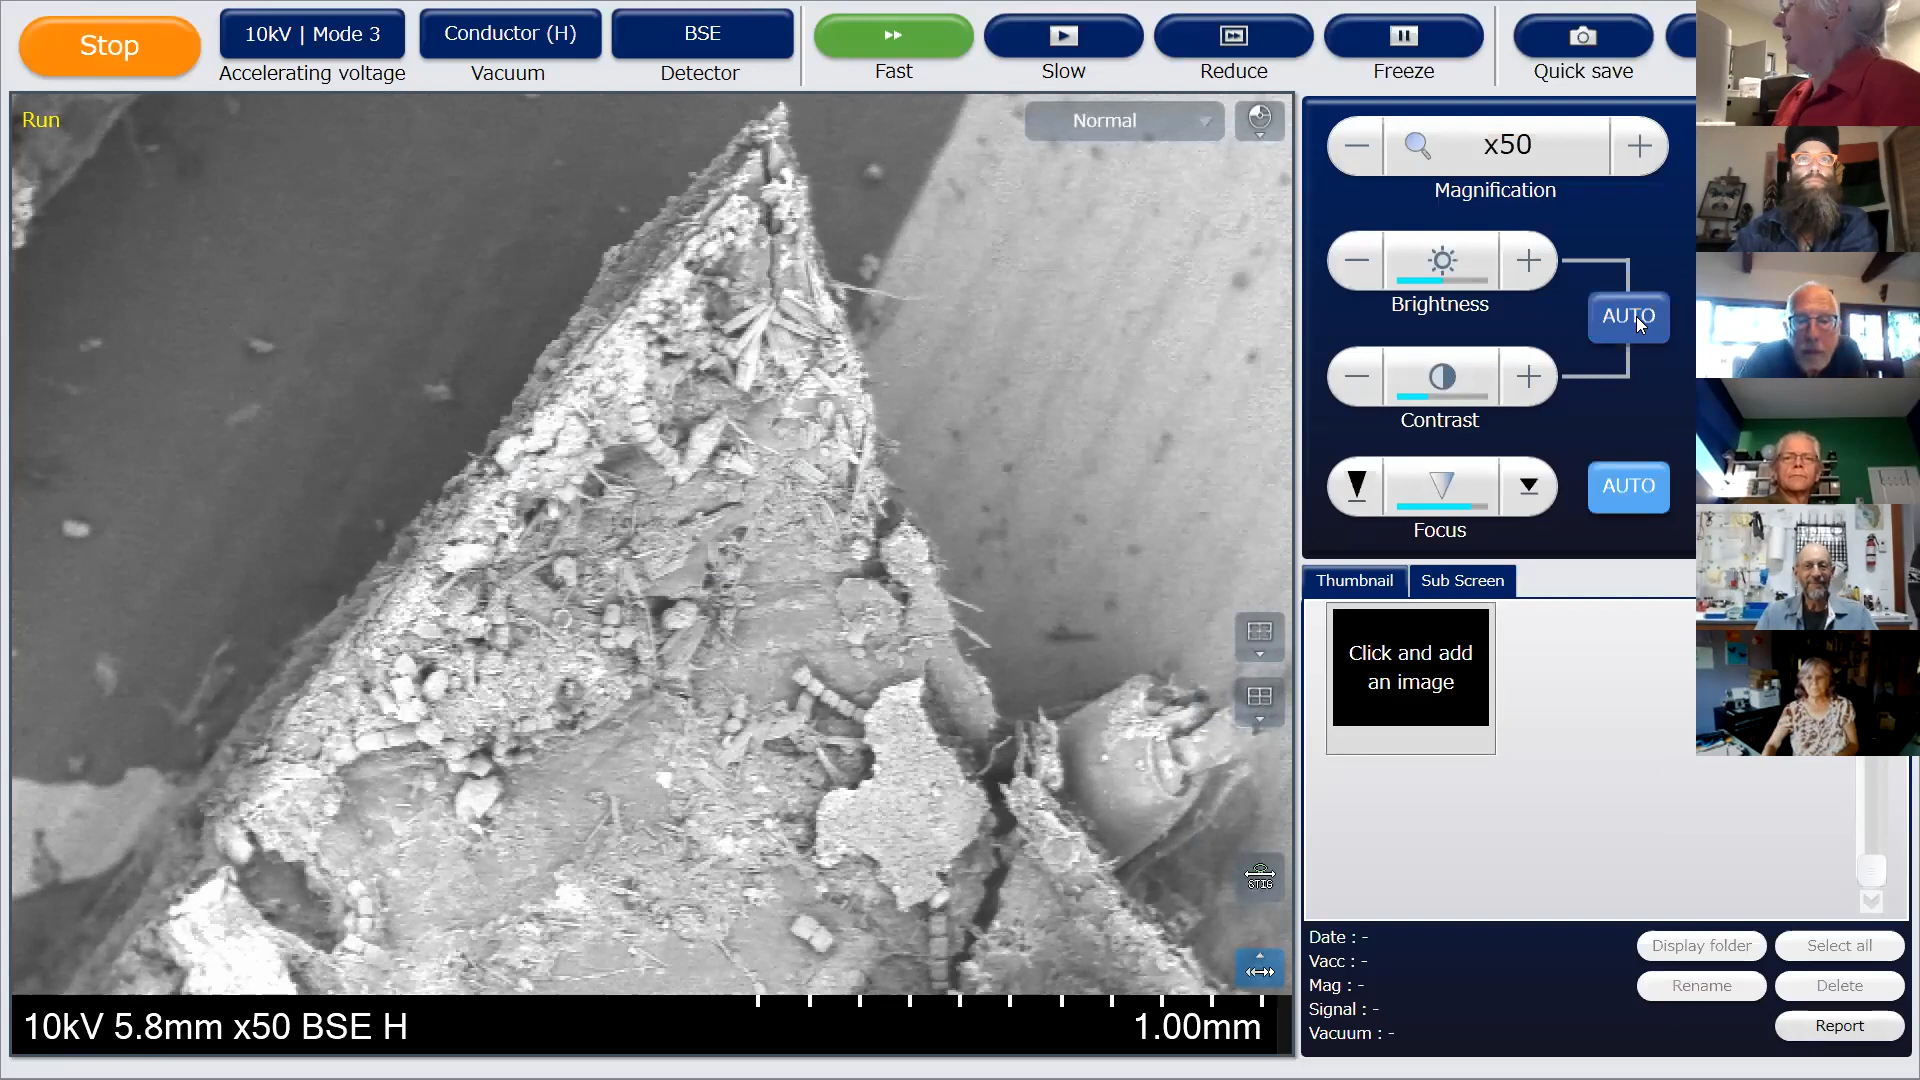 Stop
10kV | Mode 3
Accelerating voltage
Conductor (H)
Vacuum
BSE
Detector
Fast
Slow
Reduce
Freeze
Quick save
Run
Normal
x50
Magnification
Brightness
AUTO
Contrast
AUTO
Focus
Thumbnail
Sub Screen
Click and add
an image
STIG
10kV 5.8mm x50 BSE H
1.00mm
Date : -
Vacc : -
Mag : -
Signal : -
Vacuum : -
Display folder
Select all
Rename
Delete
Report